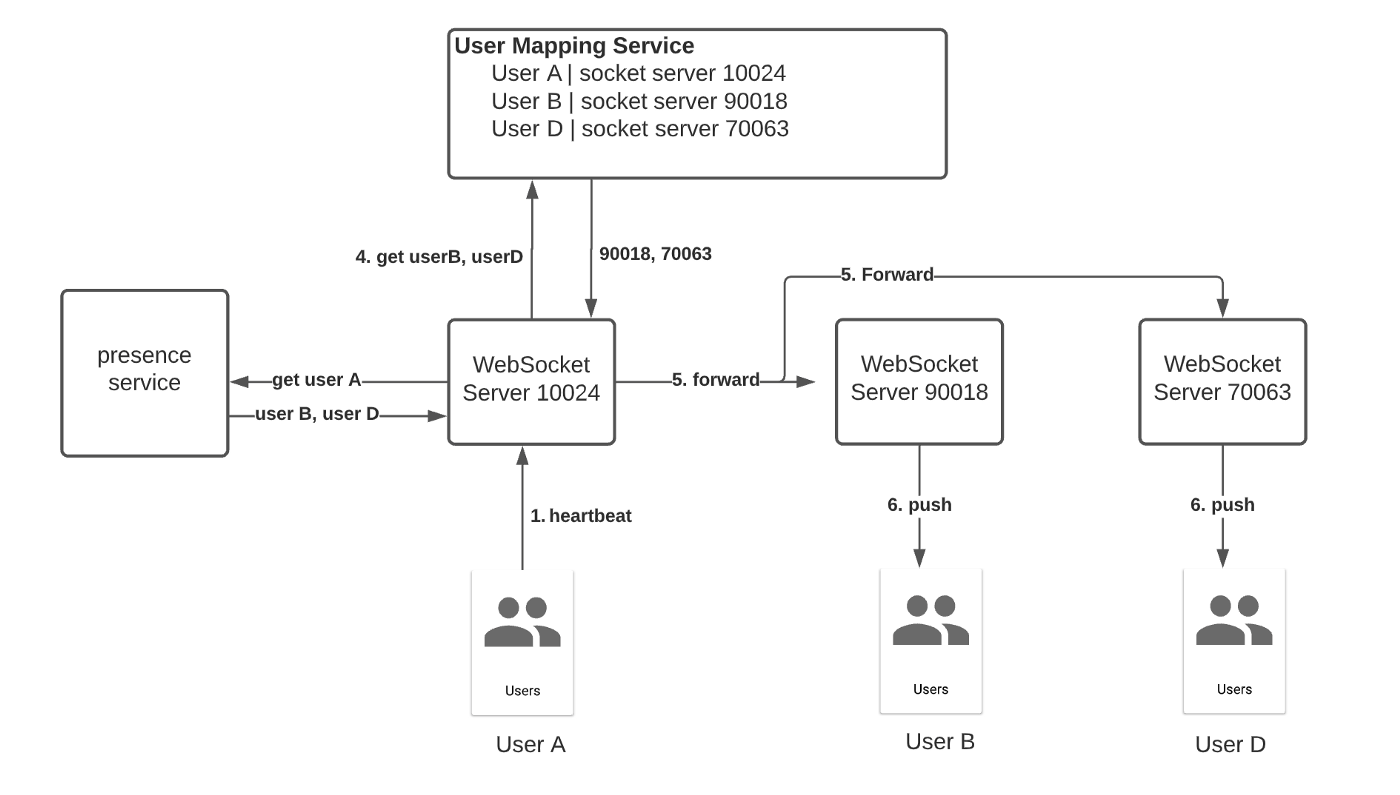 User Mapping Service
User A | socket server 10024
User B | socket server 90018
User D | socket server 70063
4. get userB, userD
90018, 70063
5. Forward
presence
service
get user A
user B, user D
WebSocket
Server 10024
5. forward
WebSocket
Server 90018
WebSocket
Server 70063
1. heartbeat
6. push
6. push
Users
Users
Users
User A
User B
User D